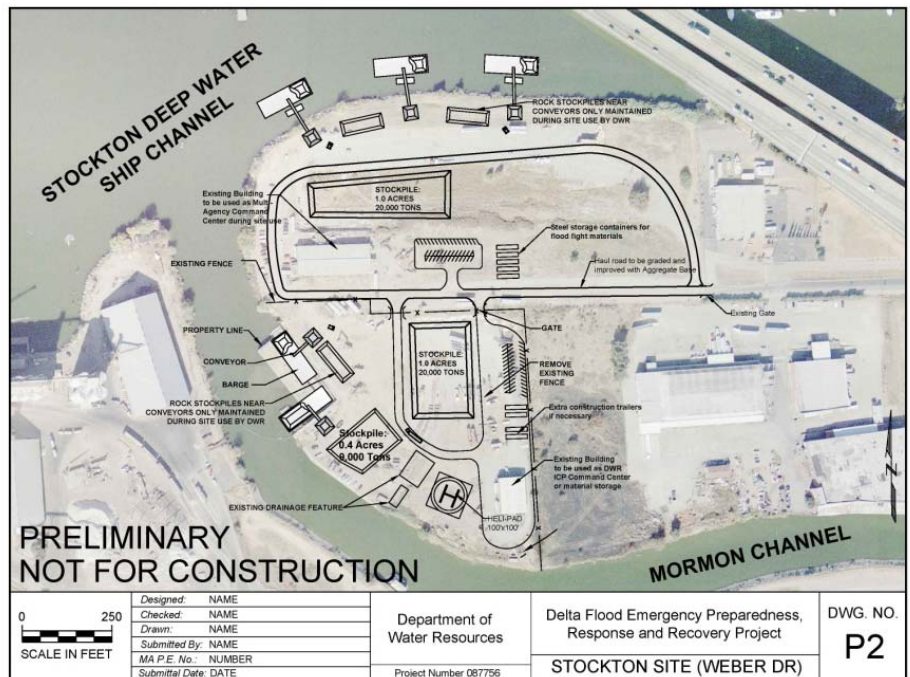 STOCKTON DEEP WATER
SHIP CHANNEL
ROCK STOCKPILES NEAR
CONVEYORS ONLY MAINTAINED
DURING SITE USE BY DWR
Existing Building
to be used as Multi-
Agency Command
Center during site use
STOCKPILE:
1.0 ACRES
20,000 TONS
Steel storage containers for
flood fight materials
EXISTING FENCE
Haul road to be graded and
improved with Aggregate Base
Existing Gate
PROPERTY LINE
GATE
CONVEYOR
STOCKPILE:
1.0 ACRES
20,000 TONS
REMOVE
EXISTING
FENCE
BARGE
ROCK STOCKPILES NEAR
CONVEYORS ONLY MAINTAINED
DURING SITE USE BY DWR
Extra construction trailers
if necessary
Stockpile:
0.4 Acres
9,000 Tons
Existing Building
to be used as DWR
ICP Command Center
or material storage
EXISTING DRAINAGE FEATURE
H
HELI-PAD
100'x100'
PRELIMINARY
NOT FOR CONSTRUCTION
MORMON CHANNEL
0 250
SCALE IN FEET
Designed: NAME
Checked: NAME
Drawn: NAME
Submitted By: NAME
MA P.E. No.: NUMBER
Submittal Date: DATE
Department of
Water Resources
Project Number 087756
Delta Flood Emergency Preparedness,
Response and Recovery Project
STOCKTON SITE (WEBER DR)
DWG. NO.
P2